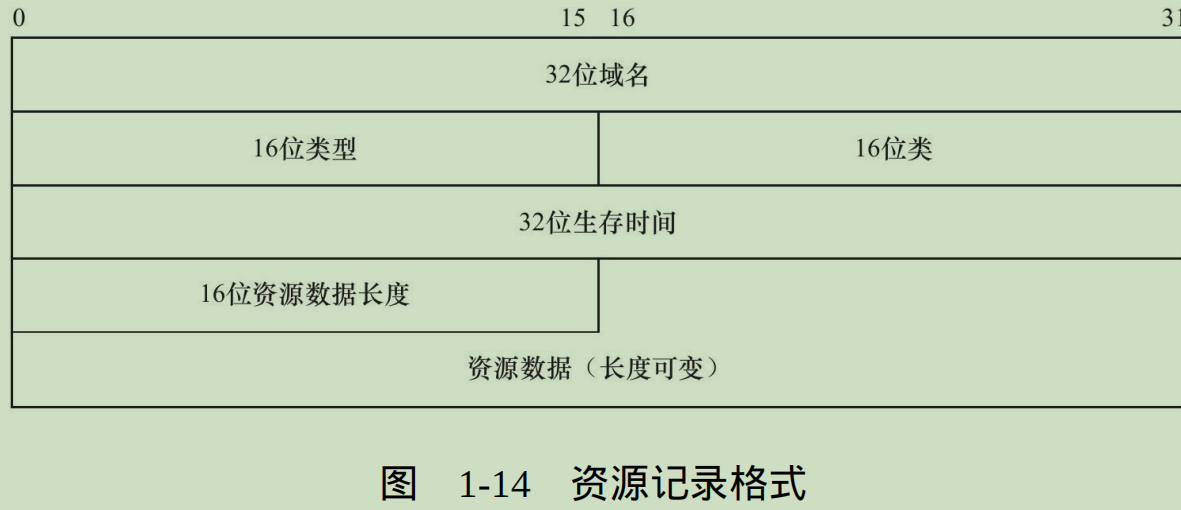 0 15 16 31
32位域名
16位类型 16位类
32位生存时间
16位资源数据长度
资源数据（长度可变）
图 1-14 资源记录格式